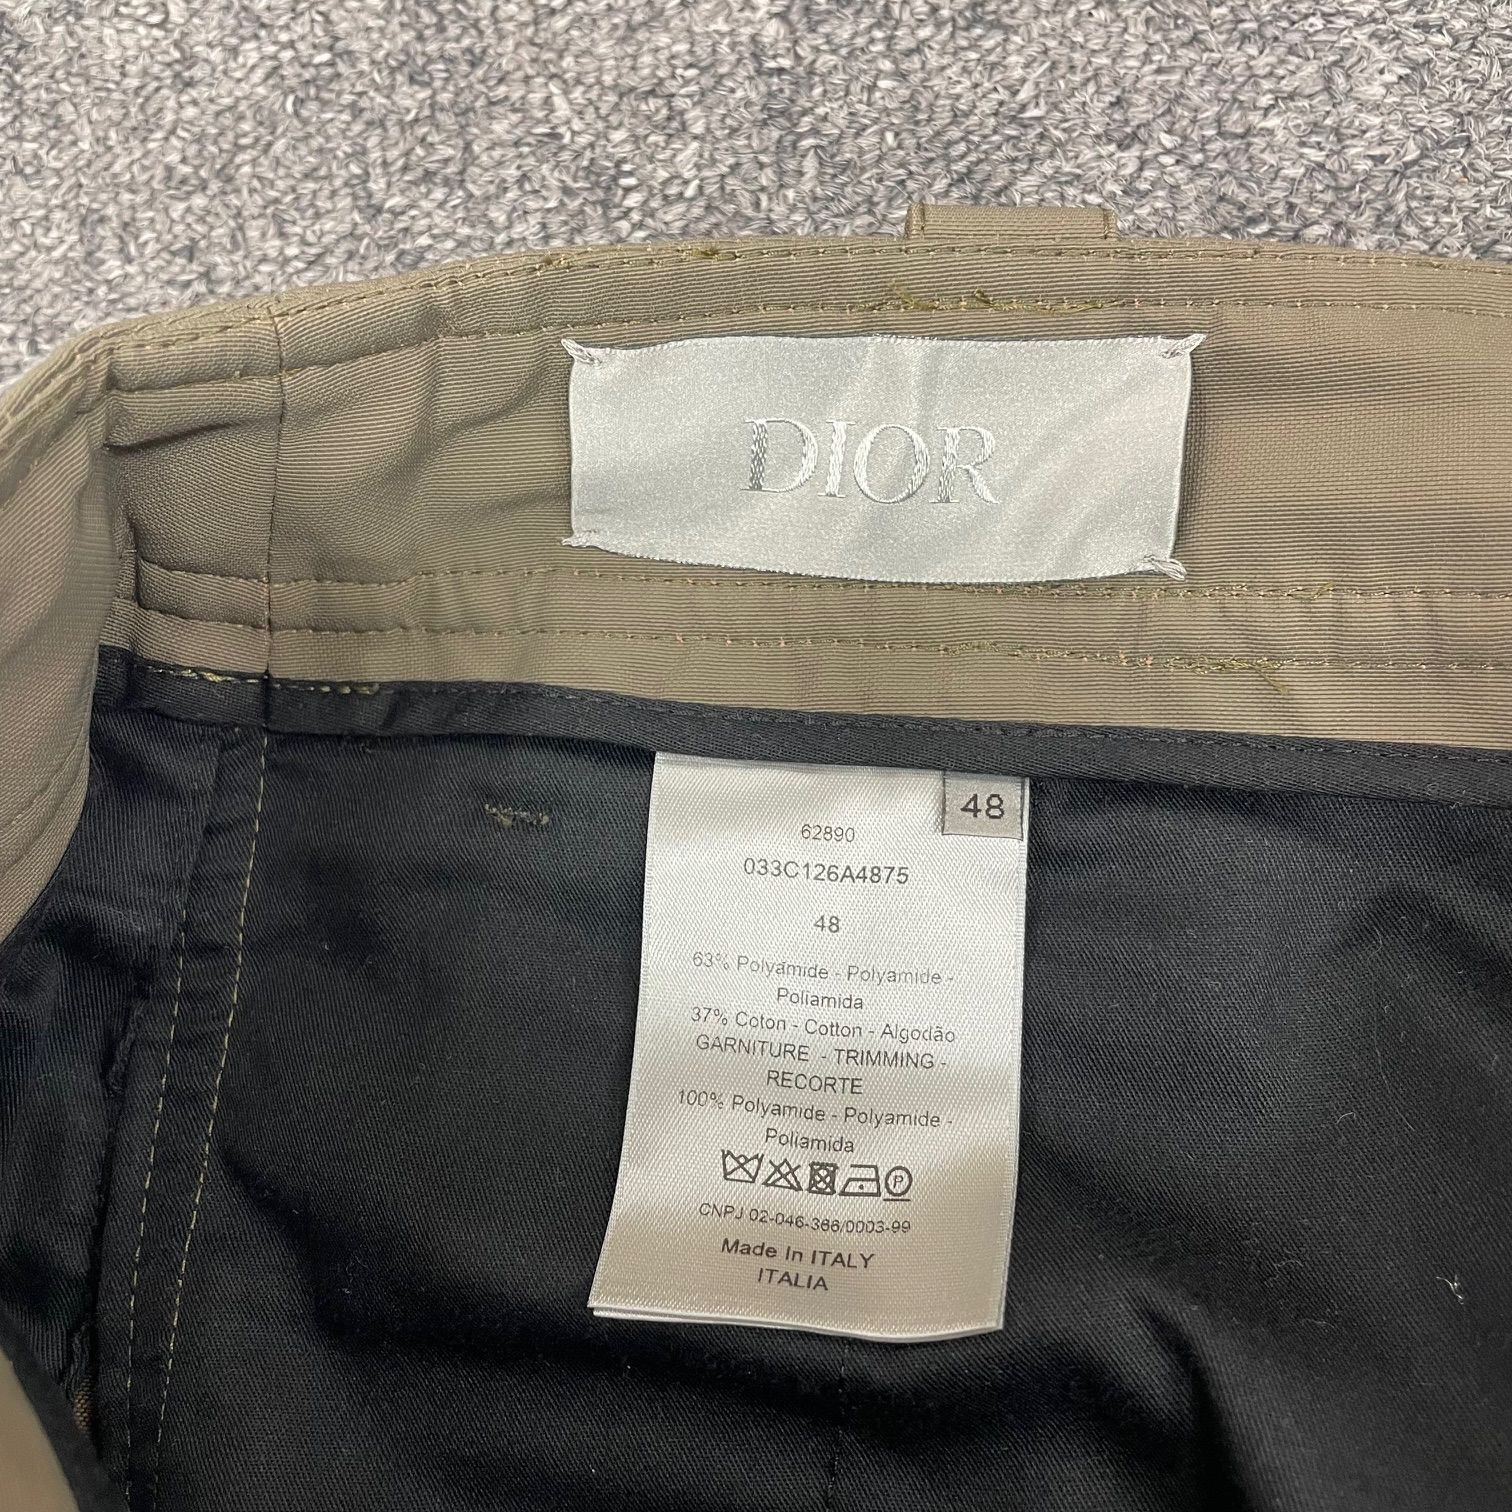 DIOR
48
62890
033C126A4875
48
63% Polyamide - Polyamide -
Poliamida
37% Coton - Cotton - Algodão
GARNITURE - TRIMMING -
RECORTE
100% Polyamide - Polyamide -
Poliamida
P
CNPJ 02-046-366/0003-99
Made In ITALY
ITALIA